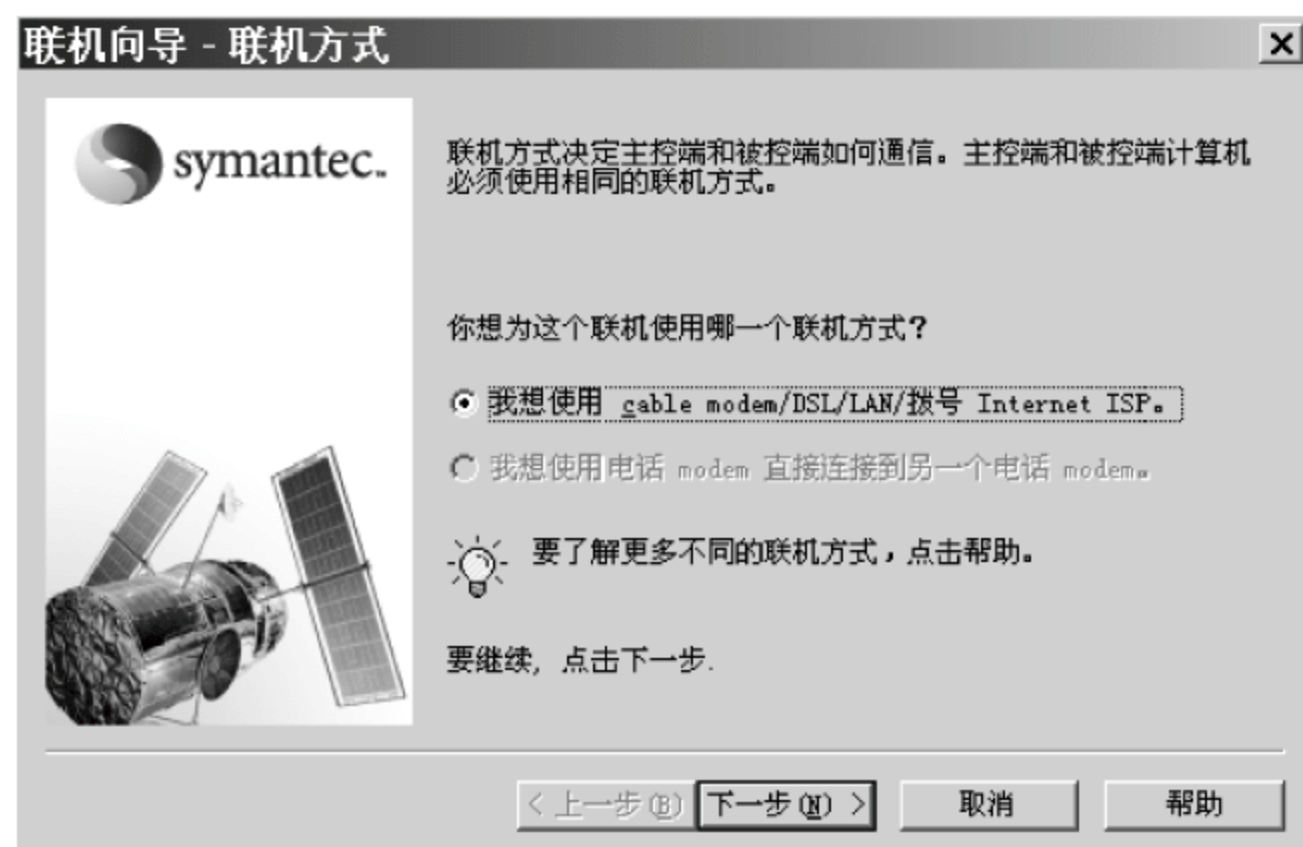 联机向导 - 联机方式
symantec.
联机方式决定主控端和被控端如何通信。主控端和被控端计算机
必须使用相同的联机方式。
你想为这个联机使用哪一个联机方式？
我想使用 cable modem/DSL/LAN/拨号 Internet ISP。
我想使用电话 modem 直接连接到另一个电话 modem。
要了解更多不同的联机方式，点击帮助。
要继续, 点击下一步.
< 上一步(B) 下一步(N) > 取消 帮助